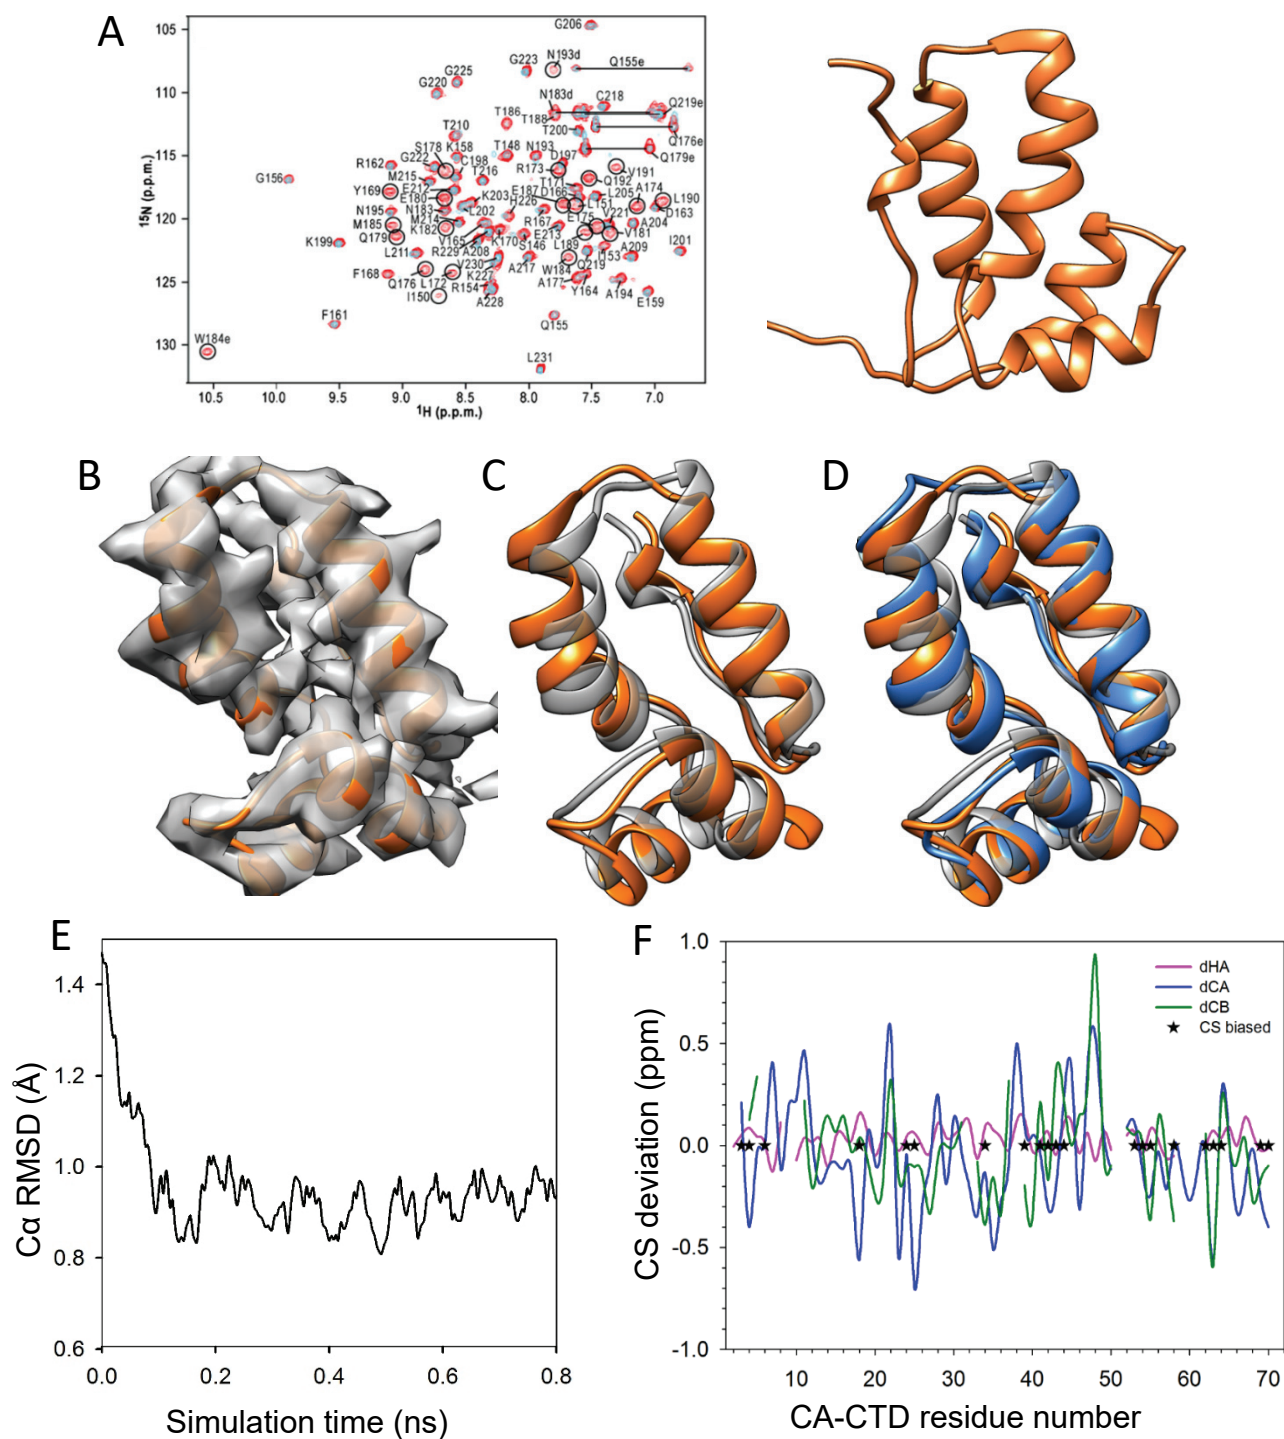 A
105
110
115
120
125
130
15N (p.p.m.)
G206
G223
N193d
Q155e
G225
G220
N183d
C218
T186
T188
Q219e
T210
T200
Q176e
S178
K158
T148
N193
D197
Q179e
R162
G222
C198
R173
V191
G156
M215
T216
Q192
Y169
E212
E187
T171
D166
L205
A174
L190
E180
K203
H226
L151
N195
N183
L202
E175
V221
D163
M185
M214
R167
A204
Q179
K182
V165
K170
E213
V181
K199
R229
A208
S146
L189
A209
L211
V230
A217
W184
I153
I201
F168
Q176
L172
K227
Q219
R154
A177
Y164
A194
I150
A228
E159
F161
Q155
W184e
L231
10.5
10.0
9.5
9.0
8.5
8.0
7.5
7.0
1H (p.p.m.)
B
C
D
E
1.4
1.2
1.0
0.8
0.6
Cα RMSD (Å)
0.0
0.2
0.4
0.6
0.8
Simulation time (ns)
F
1.0
0.5
0.0
-0.5
-1.0
CS deviation (ppm)
dHA
dCA
dCB
CS biased
10
20
30
40
50
60
70
CA-CTD residue number